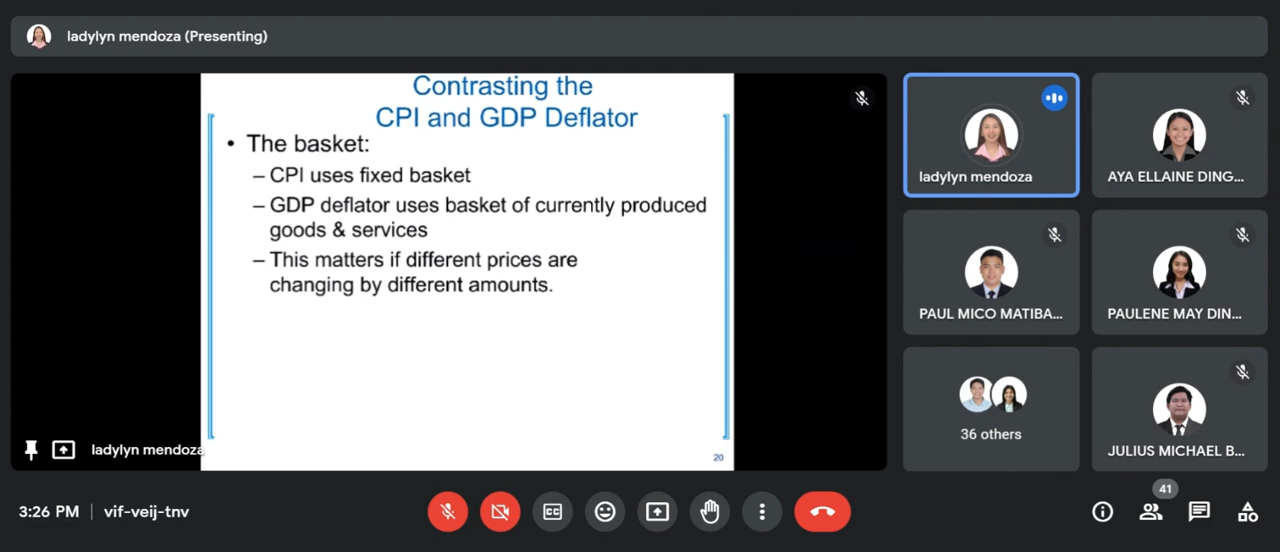 ladylyn mendoza (Presenting)
Contrasting the
CPI and GDP Deflator
• The basket:
– CPI uses fixed basket
– GDP deflator uses basket of currently produced
goods & services
– This matters if different prices are
changing by different amounts.
20
ladylyn mendoza
ladylyn mendoza
AYA ELLAINE DING...
PAUL MICO MATIBA...
PAULENE MAY DIN...
36 others
JULIUS MICHAEL B...
3:26 PM | vif-veij-tnv
CC
41